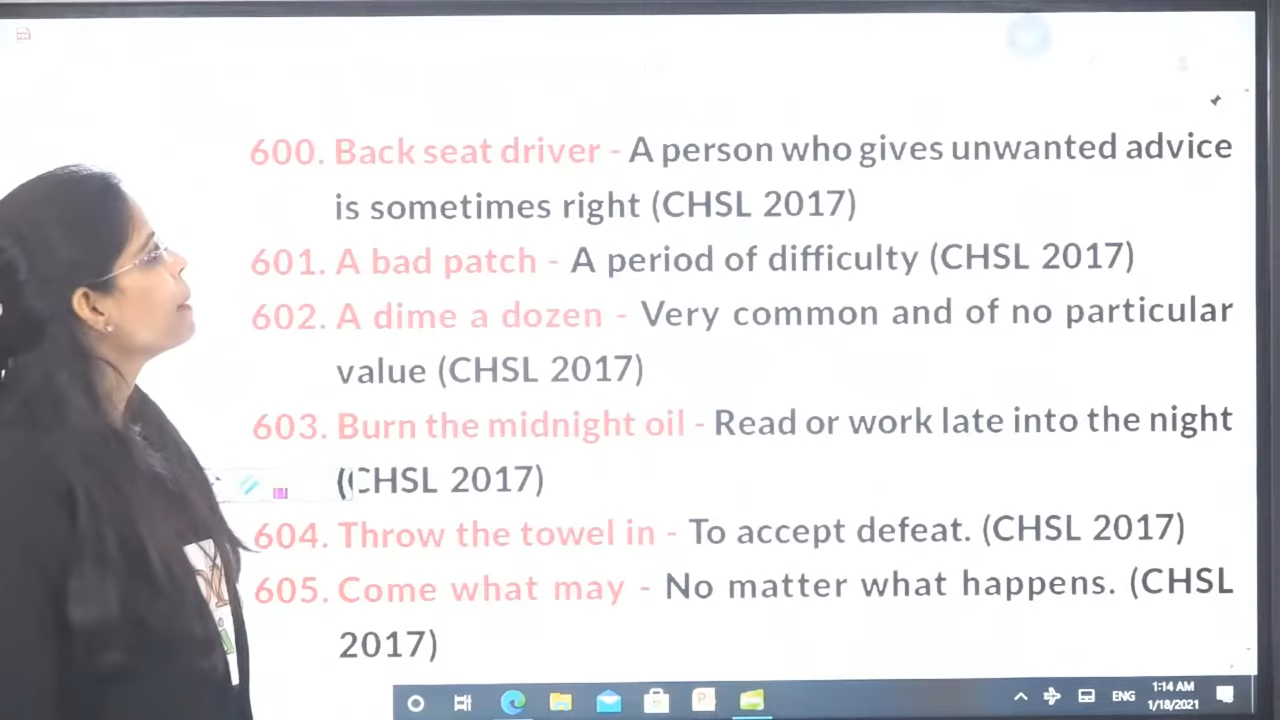 600. Back seat driver - A person who gives unwanted advice
is sometimes right (CHSL 2017)
601. A bad patch - A period of difficulty (CHSL 2017)
602. A dime a dozen - Very common and of no particular
value (CHSL 2017)
603. Burn the midnight oil - Read or work late into the night
(CHSL 2017)
604. Throw the towel in - To accept defeat. (CHSL 2017)
605. Come what may - No matter what happens. (CHSL
2017)
ENG
1:14 AM
1/18/2021